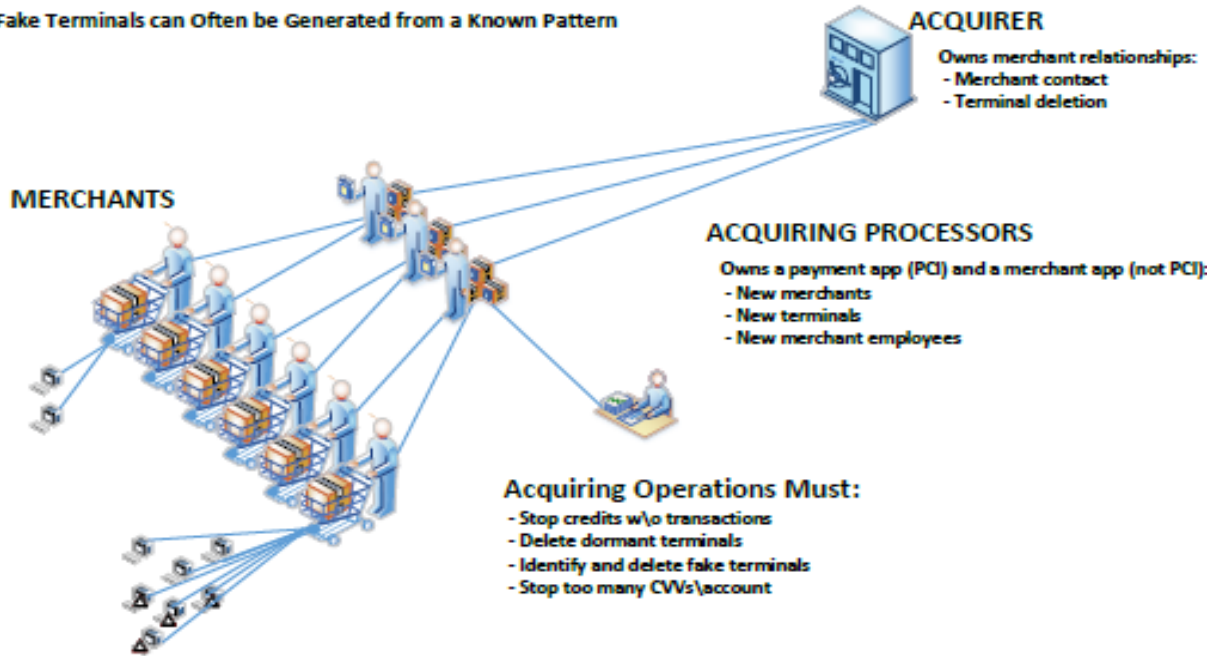 Fake Terminals can Often be Generated from a Known Pattern
ACQUIRER
Owns merchant relationships:
- Merchant contact
- Terminal deletion
MERCHANTS
ACQUIRING PROCESSORS
Owns a payment app (PCI) and a merchant app (not PCI):
- New merchants
- New terminals
- New merchant employees
Acquiring Operations Must:
- Stop credits w\o transactions
- Delete dormant terminals
- Identify and delete fake terminals
- Stop too many CVVs\account